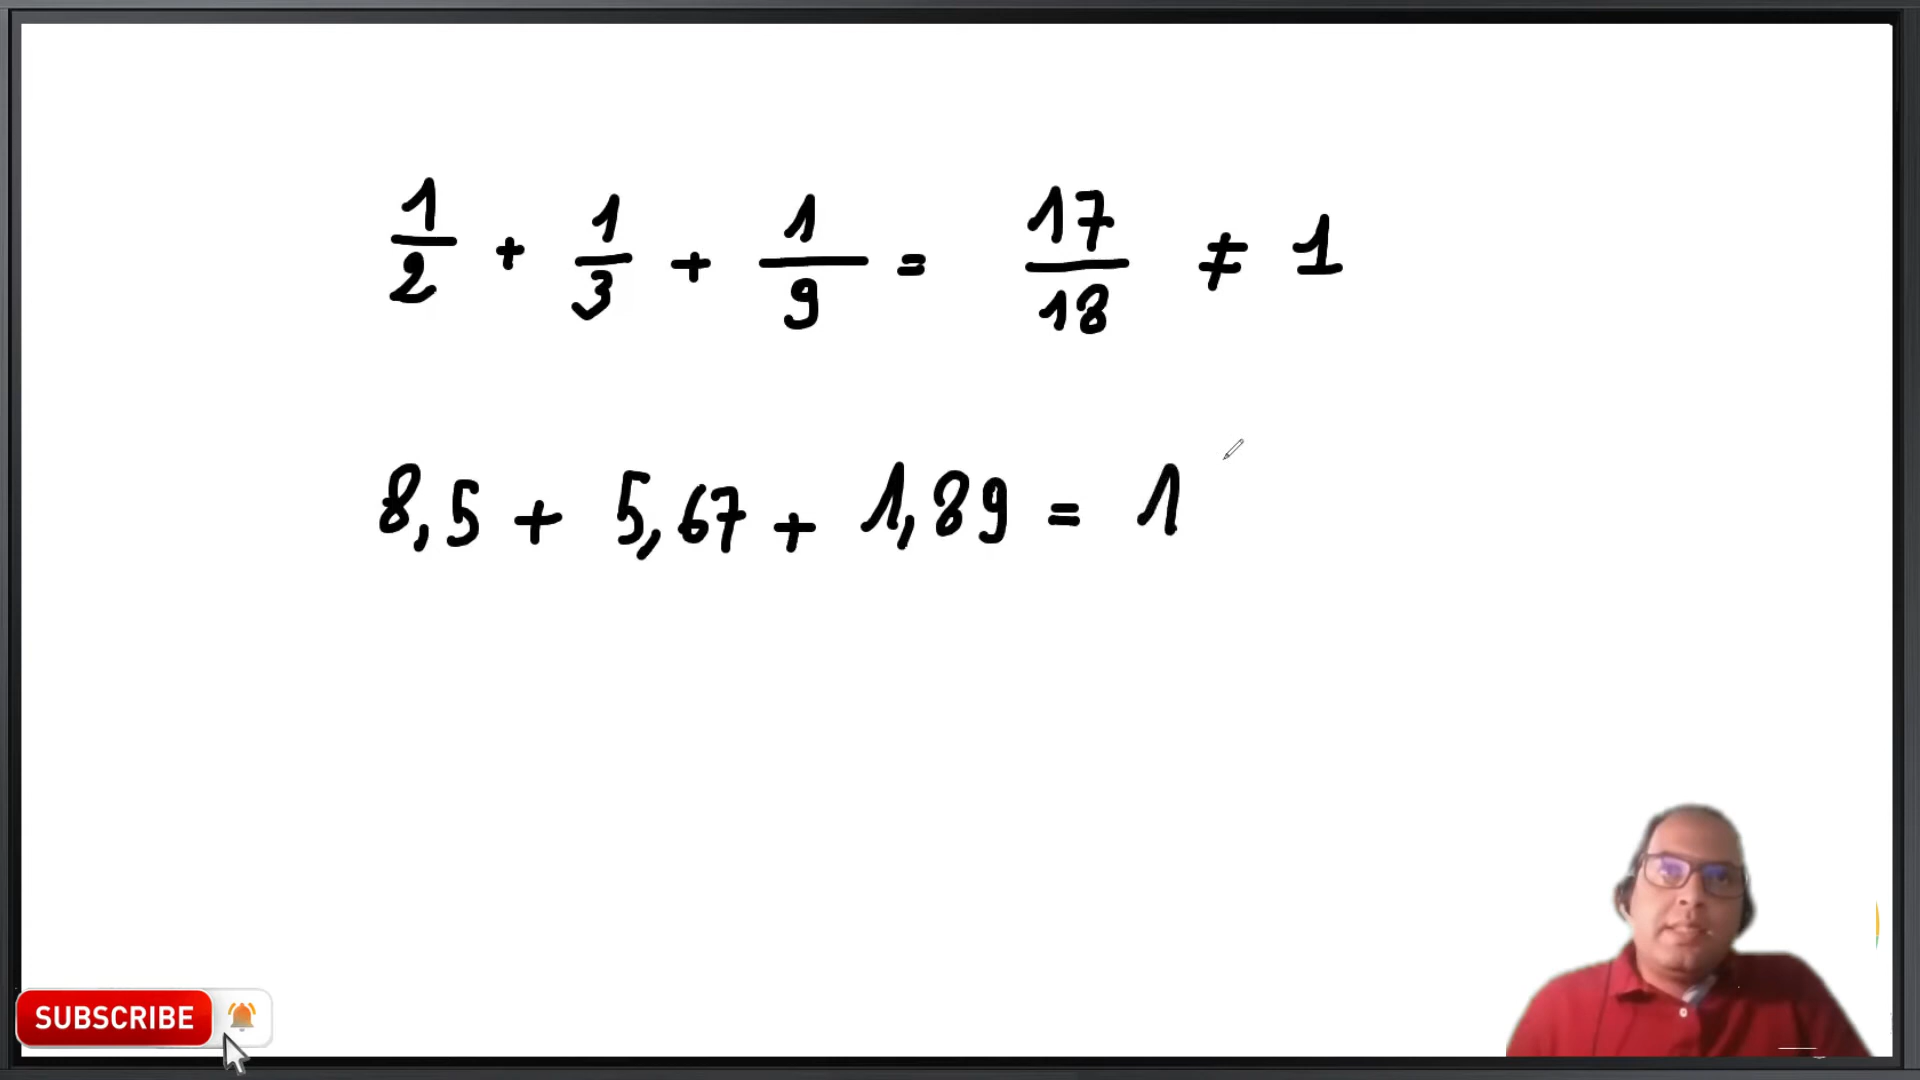 1/2 + 1/3 + 1/9 = 17/18 ≠ 1
8,5 + 5,67 + 1,89 = 1
SUBSCRIBE